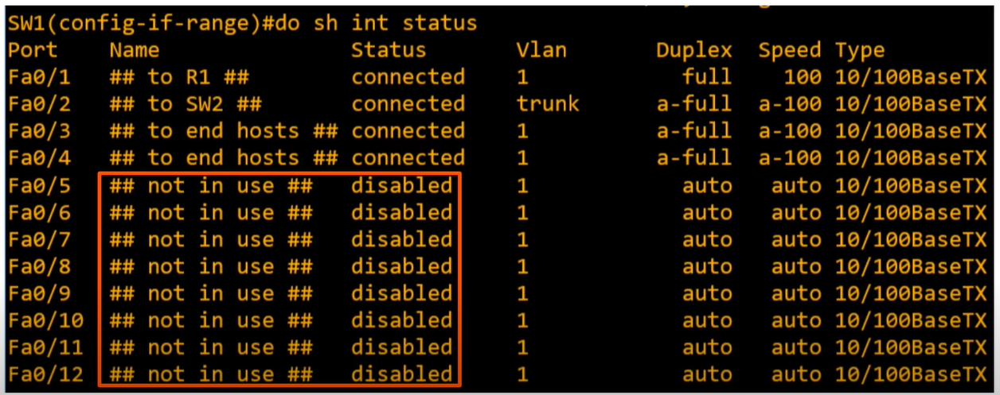 SW1(config-if-range)#do sh int status
Port Name Status Vlan Duplex Speed Type
Fa0/1 ## to R1 ## connected 1 full 100 10/100BaseTX
Fa0/2 ## to SW2 ## connected trunk a-full a-100 10/100BaseTX
Fa0/3 ## to end hosts ## connected 1 a-full a-100 10/100BaseTX
Fa0/4 ## to end hosts ## connected 1 a-full a-100 10/100BaseTX
Fa0/5 ## not in use ## disabled 1 auto auto 10/100BaseTX
Fa0/6 ## not in use ## disabled 1 auto auto 10/100BaseTX
Fa0/7 ## not in use ## disabled 1 auto auto 10/100BaseTX
Fa0/8 ## not in use ## disabled 1 auto auto 10/100BaseTX
Fa0/9 ## not in use ## disabled 1 auto auto 10/100BaseTX
Fa0/10 ## not in use ## disabled 1 auto auto 10/100BaseTX
Fa0/11 ## not in use ## disabled 1 auto auto 10/100BaseTX
Fa0/12 ## not in use ## disabled 1 auto auto 10/100BaseTX